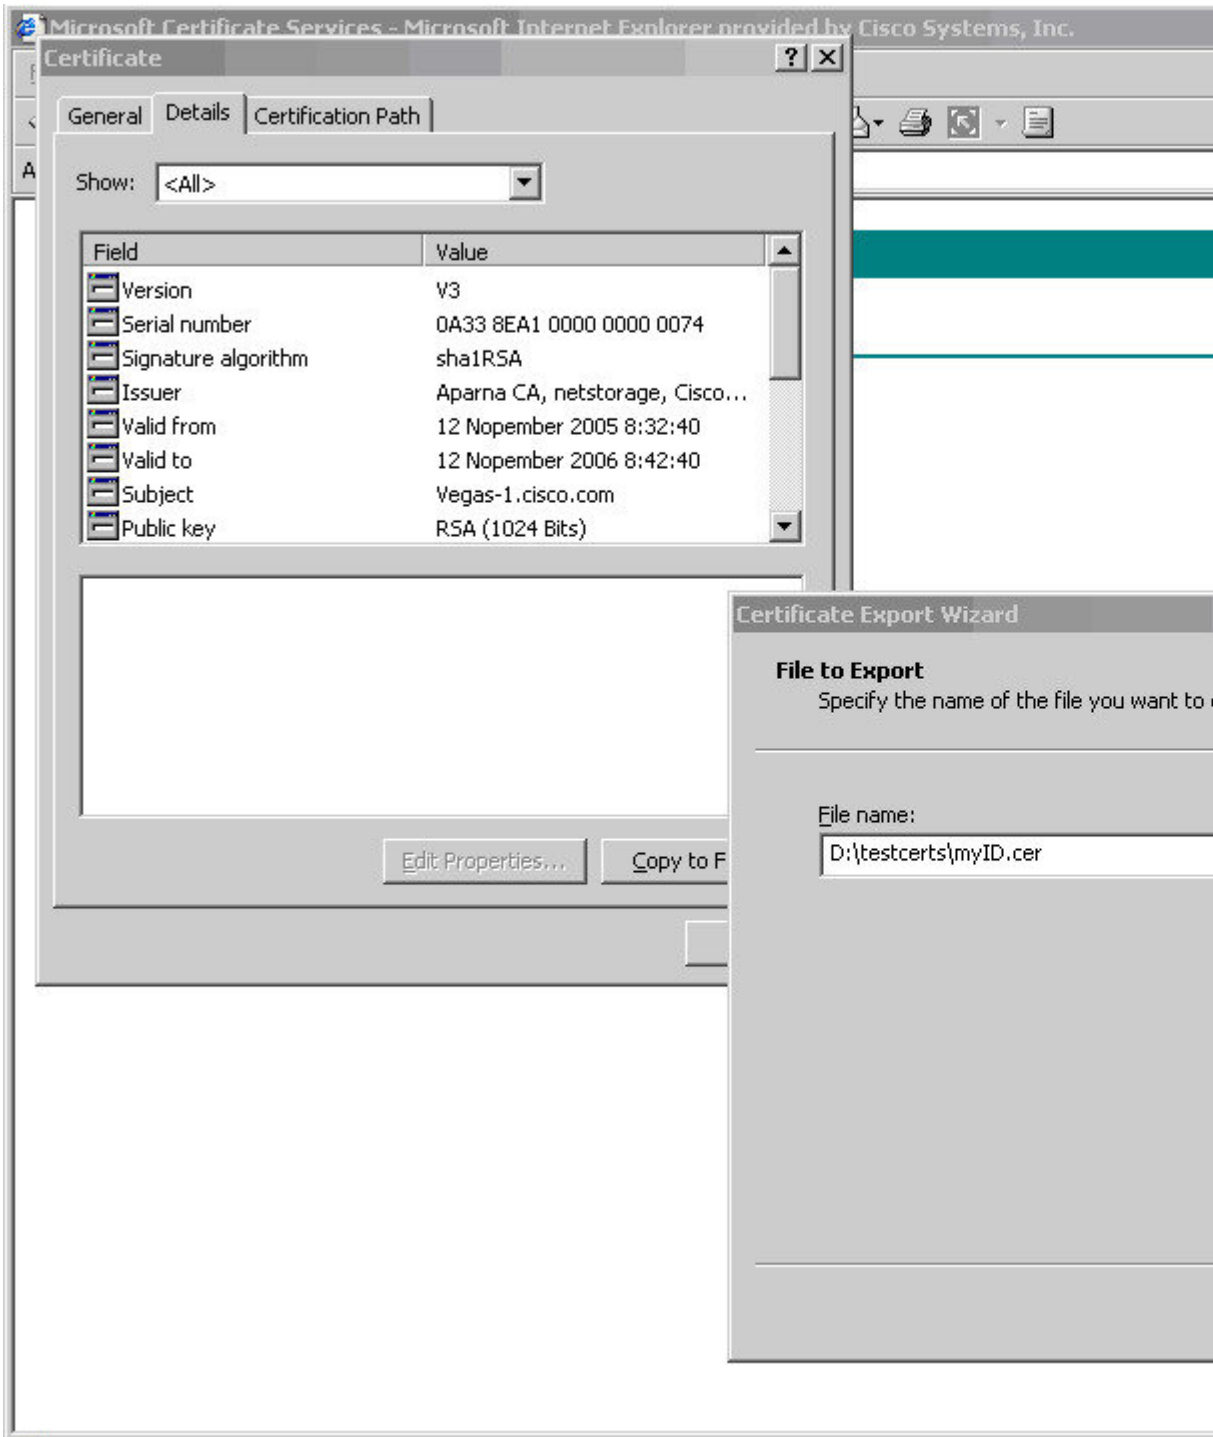 Microsoft Certificate Services - Microsoft Internet Explorer provided by Cisco Systems, Inc.
Certificate
General Details Certification Path
Show: <All>
Field Value
Version V3
Serial number 0A33 8EA1 0000 0000 0074
Signature algorithm sha1RSA
Issuer Aparna CA, netstorage, Cisco...
Valid from 12 Nopember 2005 8:32:40
Valid to 12 Nopember 2006 8:42:40
Subject Vegas-1.cisco.com
Public key RSA (1024 Bits)
Edit Properties... Copy to F
Certificate Export Wizard
File to Export
Specify the name of the file you want to
File name:
D:\testcerts\myID.cer